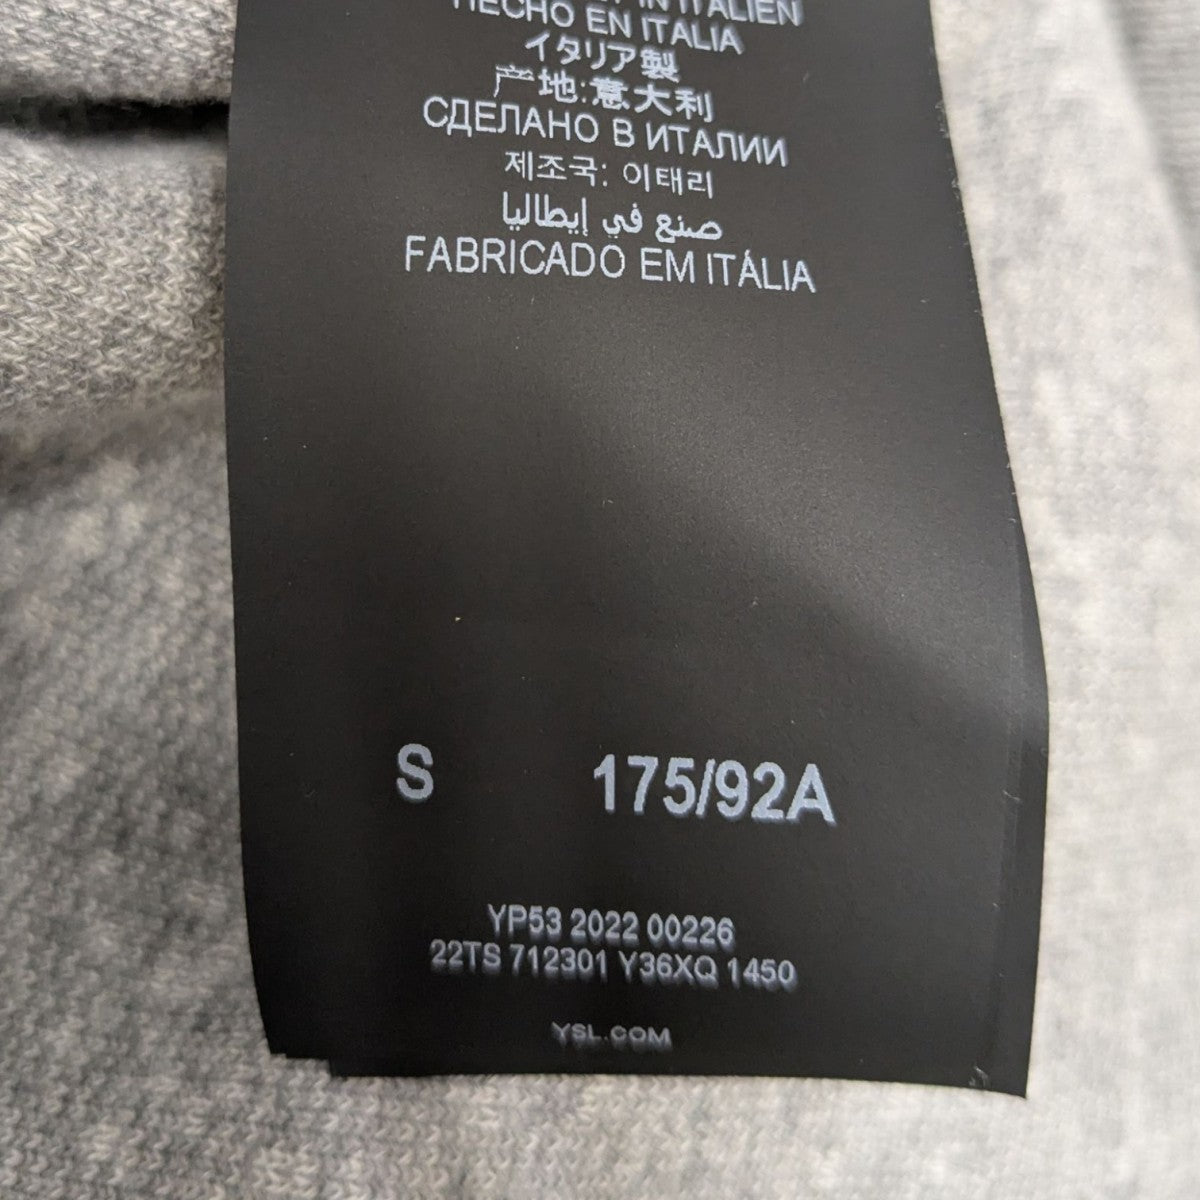 IN ITALIEN
HECHO EN ITALIA
イタリア製
产地:意大利
СДЕЛАНО В ИТАЛИИ
제조국: 이태리
صنع في إيطاليا
FABRICADO EM ITÁLIA
S 175/92A
YP53 2022 00226
22TS 712301 Y36XQ 1450
YSL.COM